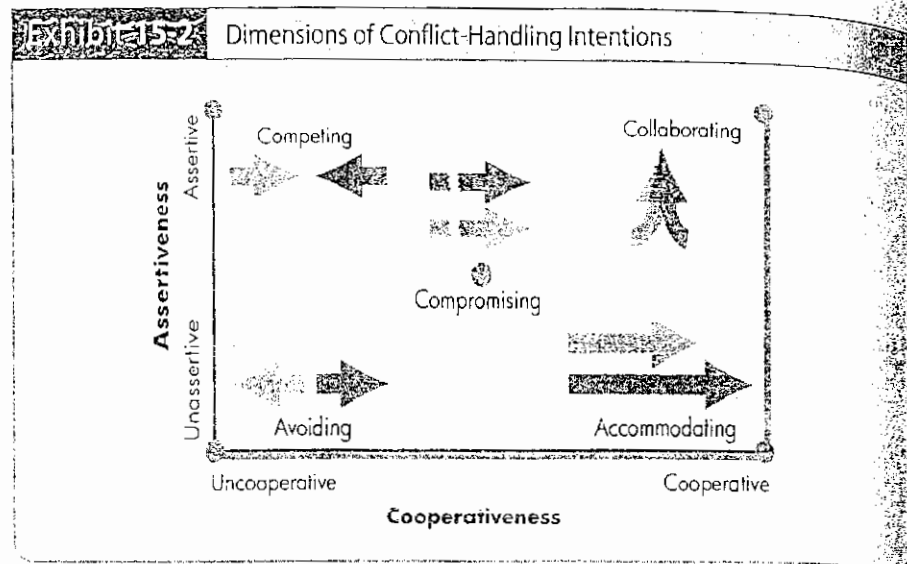 Exhibit 15-2 Dimensions of Conflict-Handling Intentions
Competing
Collaborating
Assertive
Assertiveness
Compromising
Unassertive
Avoiding
Accommodating
Uncooperative
Cooperative
Cooperativeness